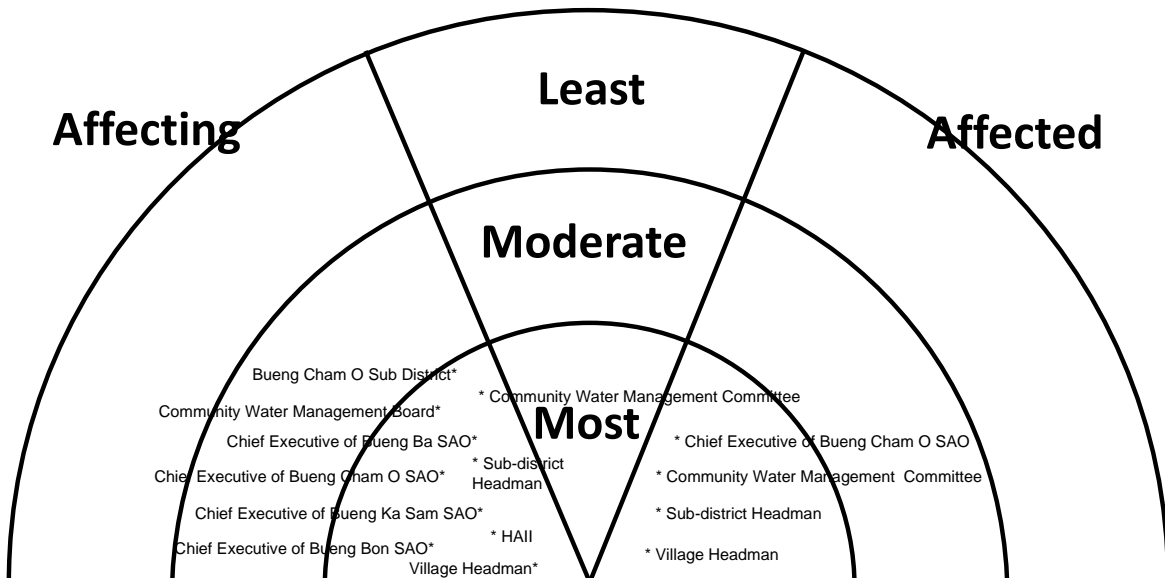 Least
Affecting
Affected
Moderate
Bueng Cham O Sub District*
* Community Water Management Committee
Community Water Management Board*
Most
Chief Executive of Bueng Ba SAO*
* Chief Executive of Bueng Cham O SAO
* Sub-district
Headman
Chief Executive of Bueng Cham O SAO*
* Community Water Management Committee
Chief Executive of Bueng Ka Sam SAO*
* Sub-district Headman
* HAII
Chief Executive of Bueng Bon SAO*
* Village Headman
Village Headman*